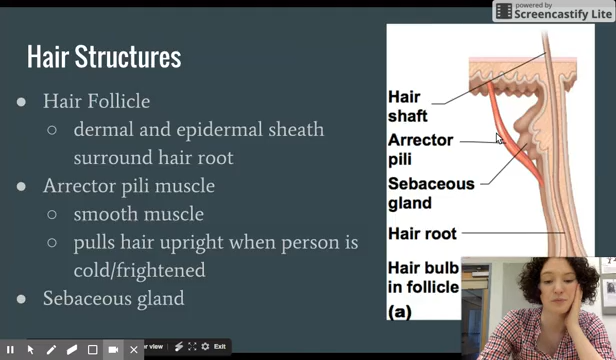 powered by
Screencastify Lite
Hair Structures
● Hair Follicle
○ dermal and epidermal sheath
surround hair root
● Arrector pili muscle
○ smooth muscle
○ pulls hair upright when person is
cold/frightened
● Sebaceous gland
Hair
shaft
Arrector
pili
Sebaceous
gland
Hair root
Hair bulb
in follicle
(a)
view
Exit